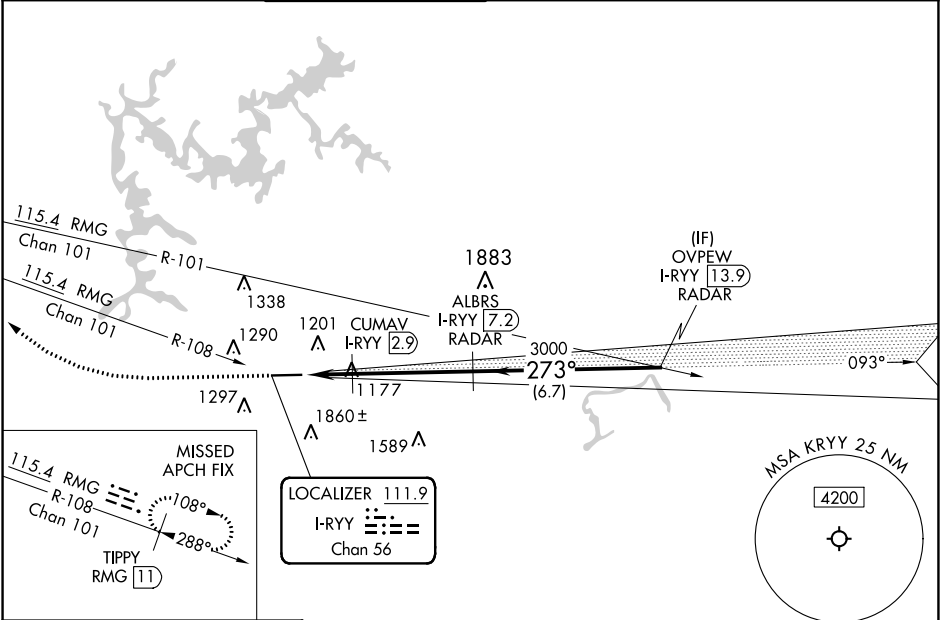 115.4 RMG
Chan 101
R-101
115.4 RMG
Chan 101
R-108
1338
1290
1201
CUMAV
I-RYY 2.9
1177
1297
1860 ±
1589
1883
ALBRS
I-RYY 7.2
RADAR
(IF)
OVPEW
I-RYY 13.9
RADAR
3000
273°
(6.7)
093°
MISSED
APCH FIX
115.4 RMG
R-108
Chan 101
108°
288°
TIPPY
RMG 11
LOCALIZER 111.9
I-RYY
Chan 56
MSA KRYY 25 NM
4200